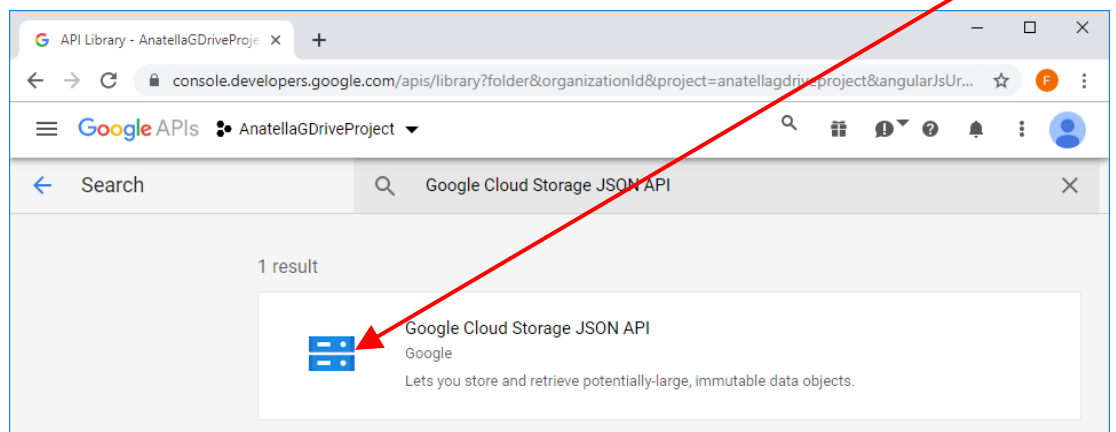 G API Library - AnatellaGDriveProje
console.developers.google.com/apis/library?folder&organizationId&project=anatellagdriveproject&angularJsUr...
F
Google APIs AnatellaGDriveProject
Search Google Cloud Storage JSON API
1 result
Google Cloud Storage JSON API
Google
Lets you store and retrieve potentially-large, immutable data objects.